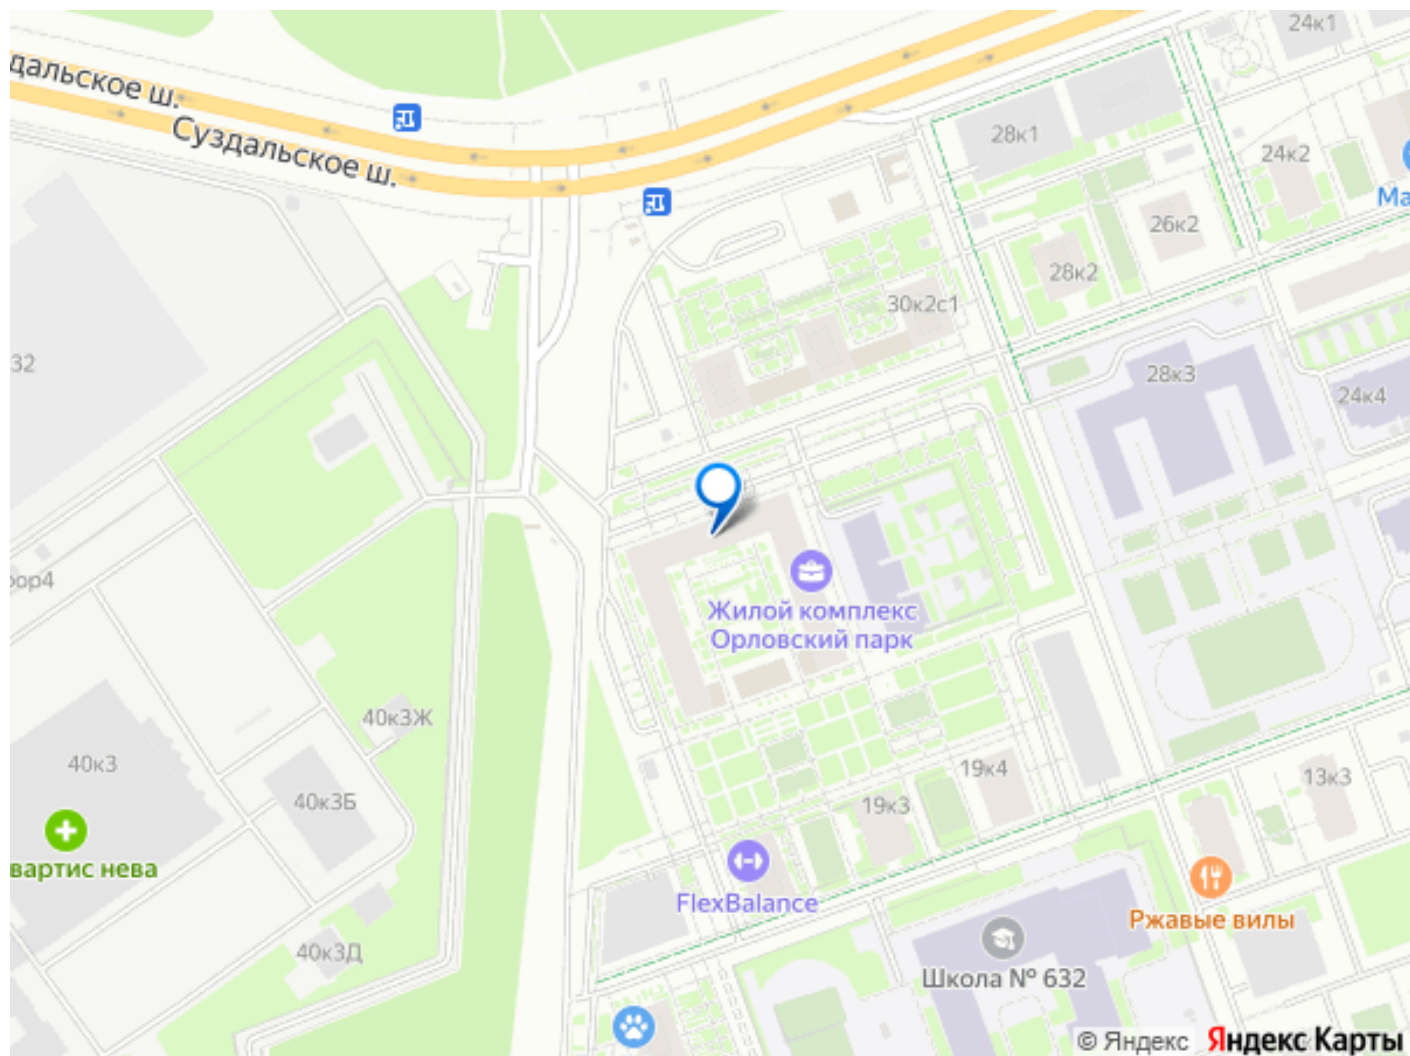 24к1
дальское ш.
Суздальское ш.
28к1
24к2
Ма
26к2
28к2
30к2с1
32
28к3
24к4
Жилой комплекс
Орловский парк
40к3Ж
40к3
40к3Б
19к4
13к3
19к3
вартис нева
FlexBalance
Ржавые вилы
40к3Д
Школа № 632
© Яндекс Яндекс Карты